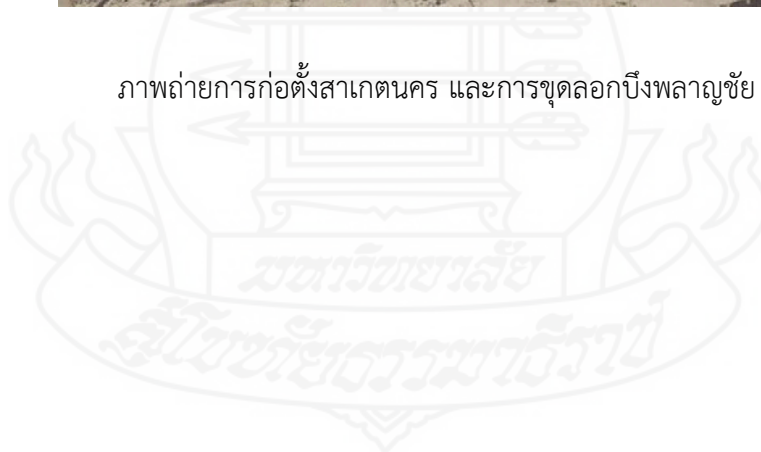 ภาพถ่ายการก่อตั้งสาเกตนคร และการขุดลอกบึงพลาญชัย
มหาวิทยาลัย
สุโขทัยธรรมาธิราช